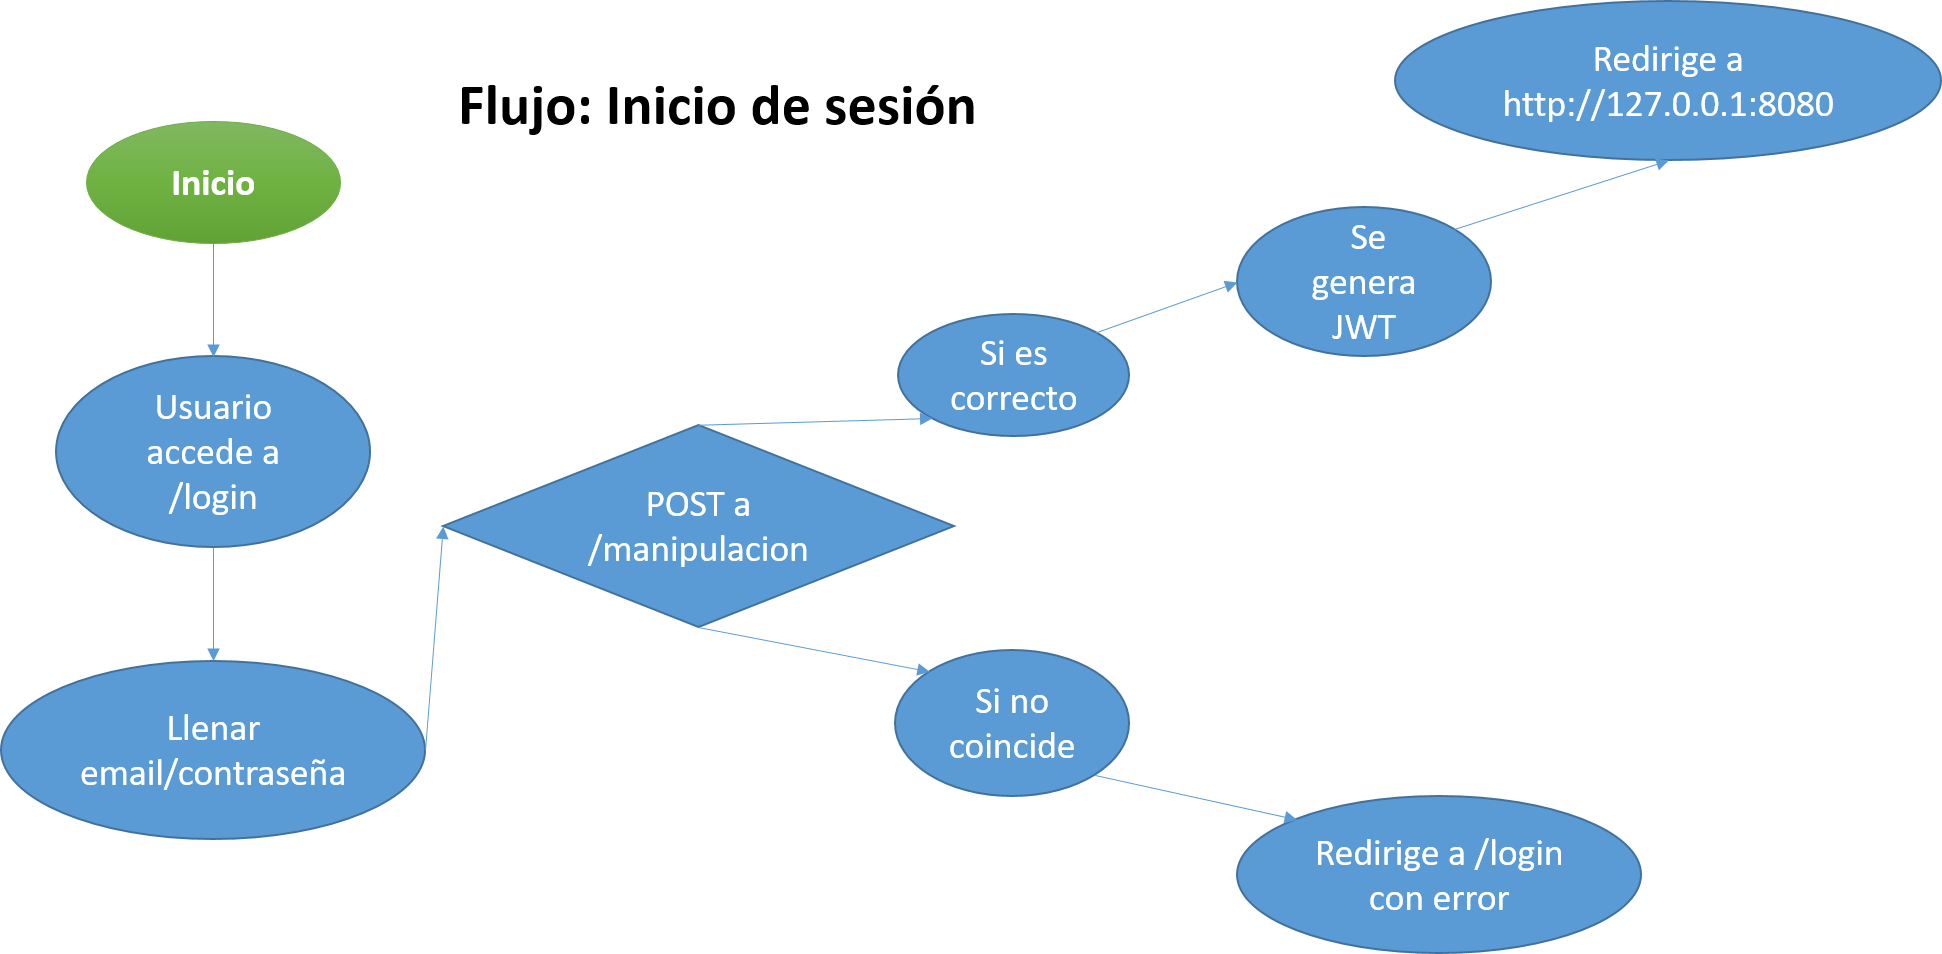 Flujo: Inicio de sesión
Inicio
Usuario
accede a
/login
Llenar
email/contraseña
POST a
/manipulacion
Si es
correcto
Se
genera
JWT
Redirige a
http://127.0.0.1:8080
Si no
coincide
Redirige a /login
con error